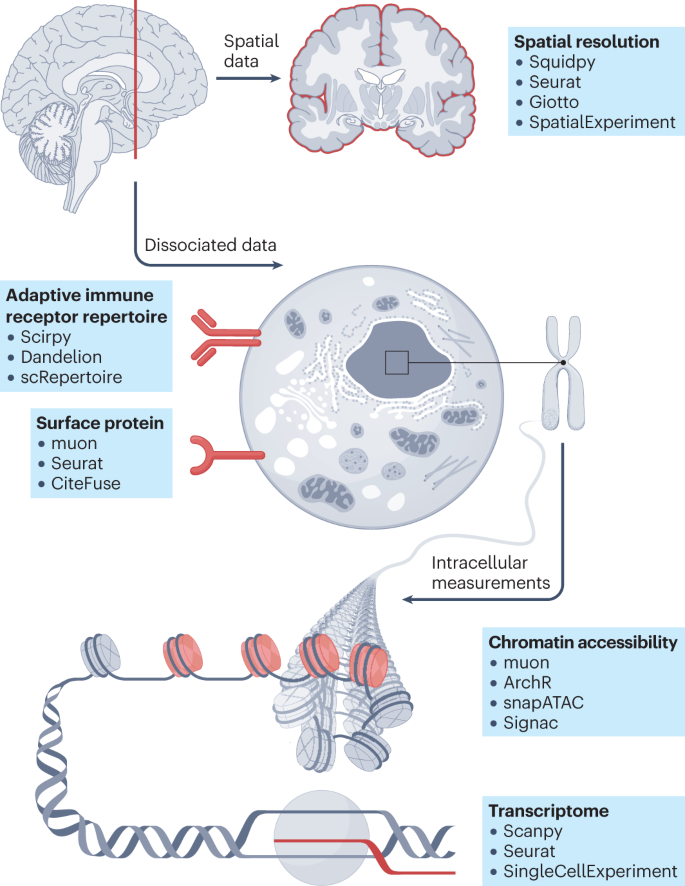 Spatial
data
Spatial resolution
• Squidpy
• Seurat
• Giotto
• SpatialExperiment
Dissociated data
Adaptive immune
receptor repertoire
• Scirpy
• Dandelion
• scRepertoire
Surface protein
• muon
• Seurat
• CiteFuse
Intracellular
measurements
Chromatin accessibility
• muon
• ArchR
• snapATAC
• Signac
Transcriptome
• Scanpy
• Seurat
• SingleCellExperiment